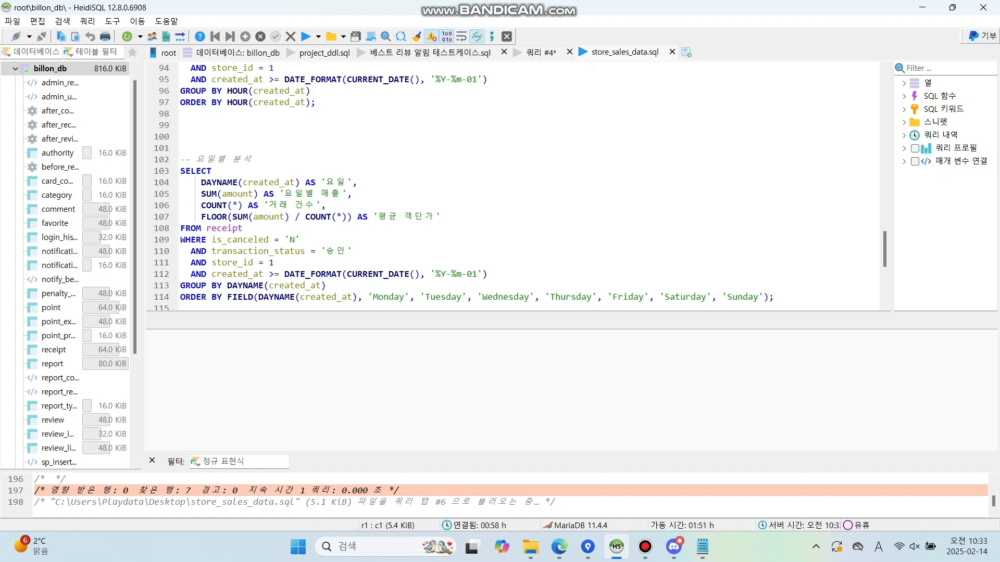 root\billon_db\ - HeidiSQL 12.8.0.6908
www.BANDICAM.com
파일 편집 검색 쿼리 도구 이동 도움말
기부
데이터베이스 테이블 필터
root 데이터베이스: billon_db project_ddl.sql 베스트 리뷰 알림 테스트케이스.sql 쿼리 #4* store_sales_data.sql
billon_db 816.0 KiB
admin_re...
admin_u...
after_co...
after_rec...
after_revi...
authority 16.0 KiB
before_re...
card_co... 16.0 KiB
category 16.0 KiB
comment 48.0 KiB
favorite 48.0 KiB
login_his... 32.0 KiB
notificati... 48.0 KiB
notificati... 16.0 KiB
notify_be...
penalty_... 48.0 KiB
point 64.0 KiB
point_ex... 48.0 KiB
point_pr... 16.0 KiB
receipt 64.0 KiB
report 80.0 KiB
report_co...
report_re...
report_ty... 16.0 KiB
review 48.0 KiB
review_i... 32.0 KiB
review_li... 48.0 KiB
sp_insert...
94 AND store_id = 1
95 AND created_at >= DATE_FORMAT(CURRENT_DATE(), '%Y-%m-01')
96 GROUP BY HOUR(created_at)
97 ORDER BY HOUR(created_at);
98
99
100
101
102 -- 요일별 분석
103 SELECT
104 DAYNAME(created_at) AS '요일',
105 SUM(amount) AS '요일별 매출',
106 COUNT(*) AS '거래 건수',
107 FLOOR(SUM(amount) / COUNT(*)) AS '평균 객단가'
108 FROM receipt
109 WHERE is_canceled = 'N'
110 AND transaction_status = '승인'
111 AND store_id = 1
112 AND created_at >= DATE_FORMAT(CURRENT_DATE(), '%Y-%m-01')
113 GROUP BY DAYNAME(created_at)
114 ORDER BY FIELD(DAYNAME(created_at), 'Monday', 'Tuesday', 'Wednesday', 'Thursday', 'Friday', 'Saturday', 'Sunday');
115
Filter ...
열
SQL 함수
SQL 키워드
스니펫
쿼리 내역
쿼리 프로필
매개 변수 연결
필터: 정규 표현식
196 /* */
197 /* 영향 받은 행: 0 찾은 행: 7 경고: 0 지속 시간 1 쿼리: 0.000 초 */
198 /* "C:\Users\Playdata\Desktop\store_sales_data.sql" (5.1 KiB) 파일을 쿼리 탭 #6 으로 불러오는 중… */
r1 : c1 (5.4 KiB) 연결됨: 00:58 h MariaDB 11.4.4 가동 시간: 01:51 h 서버 시간: 오전 10:33 유휴
6 2°C
맑음
검색
A
오전 10:33
2025-02-14